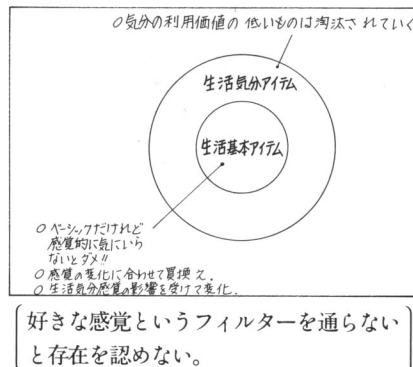 ○気分の利用価値の低いものは淘汰されていく
生活気分アイテム
生活基本アイテム
○ベーシックだけれど
感覚的に気にいら
ないとダメ!!
○感覚の変化に合わせて買換え.
○生活気分感覚の影響を受けて変化.
好きな感覚というフィルターを通らない
と存在を認めない。